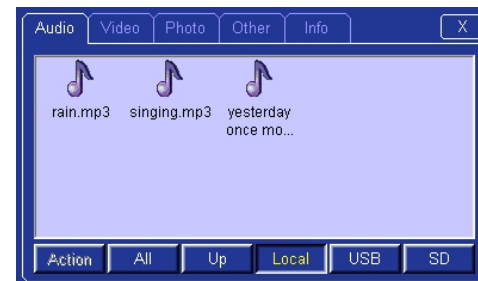 Audio Video Photo Other Info X
rain.mp3 singing.mp3 yesterday
once mo...
Action All Up Local USB SD